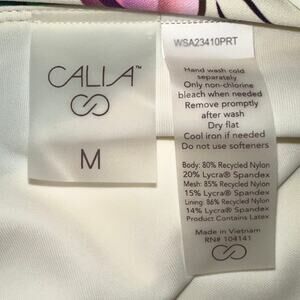 CALIA™
M
WSA23410PRT
Hand wash cold
separately
Only non-chlorine
bleach when needed
Remove promptly
after wash
Dry flat
Cool iron if needed
Do not use softeners
Body: 80% Recycled Nylon
20% Lycra® Spandex
Mesh: 85% Recycled Nylon
15% Lycra® Spandex
Lining: 86% Recycled Nylon
14% Lycra® Spandex
Product Contains Latex
Made in Vietnam
RN# 104141